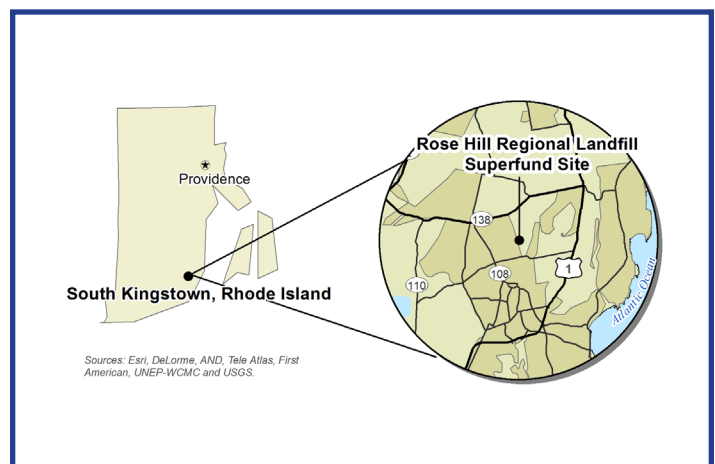 Providence
South Kingstown, Rhode Island
Sources: Esri, DeLorme, AND, Tele Atlas, First
American, UNEP-WCMC and USGS.
Rose Hill Regional Landfill
Superfund Site
138
108
110
1
Atlantic Ocean